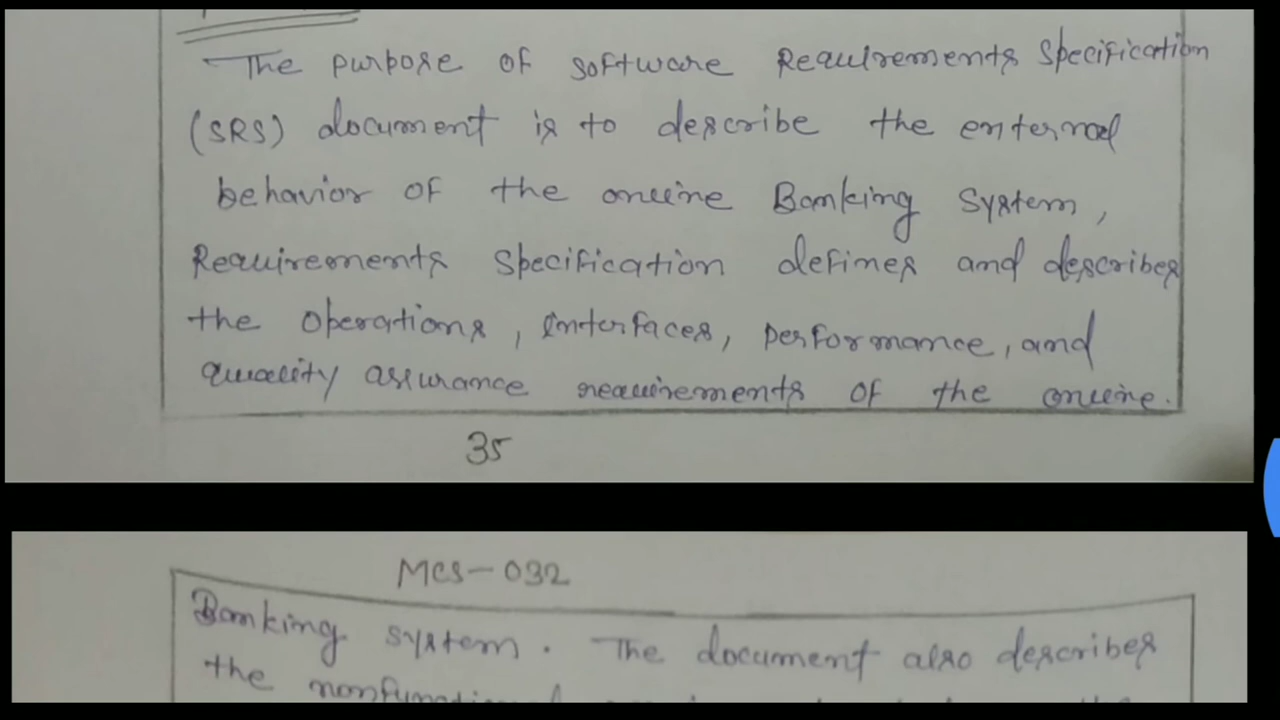 The purpose of software Requirements Specification
(SRS) document is to describe the external
behavior of the online Banking System,
Requirements Specification defines and describes
the operations, interfaces, performance, and
quality assurance requirements of the online.
35
MCS-032
Banking system. The document also describes
the nonfunctional